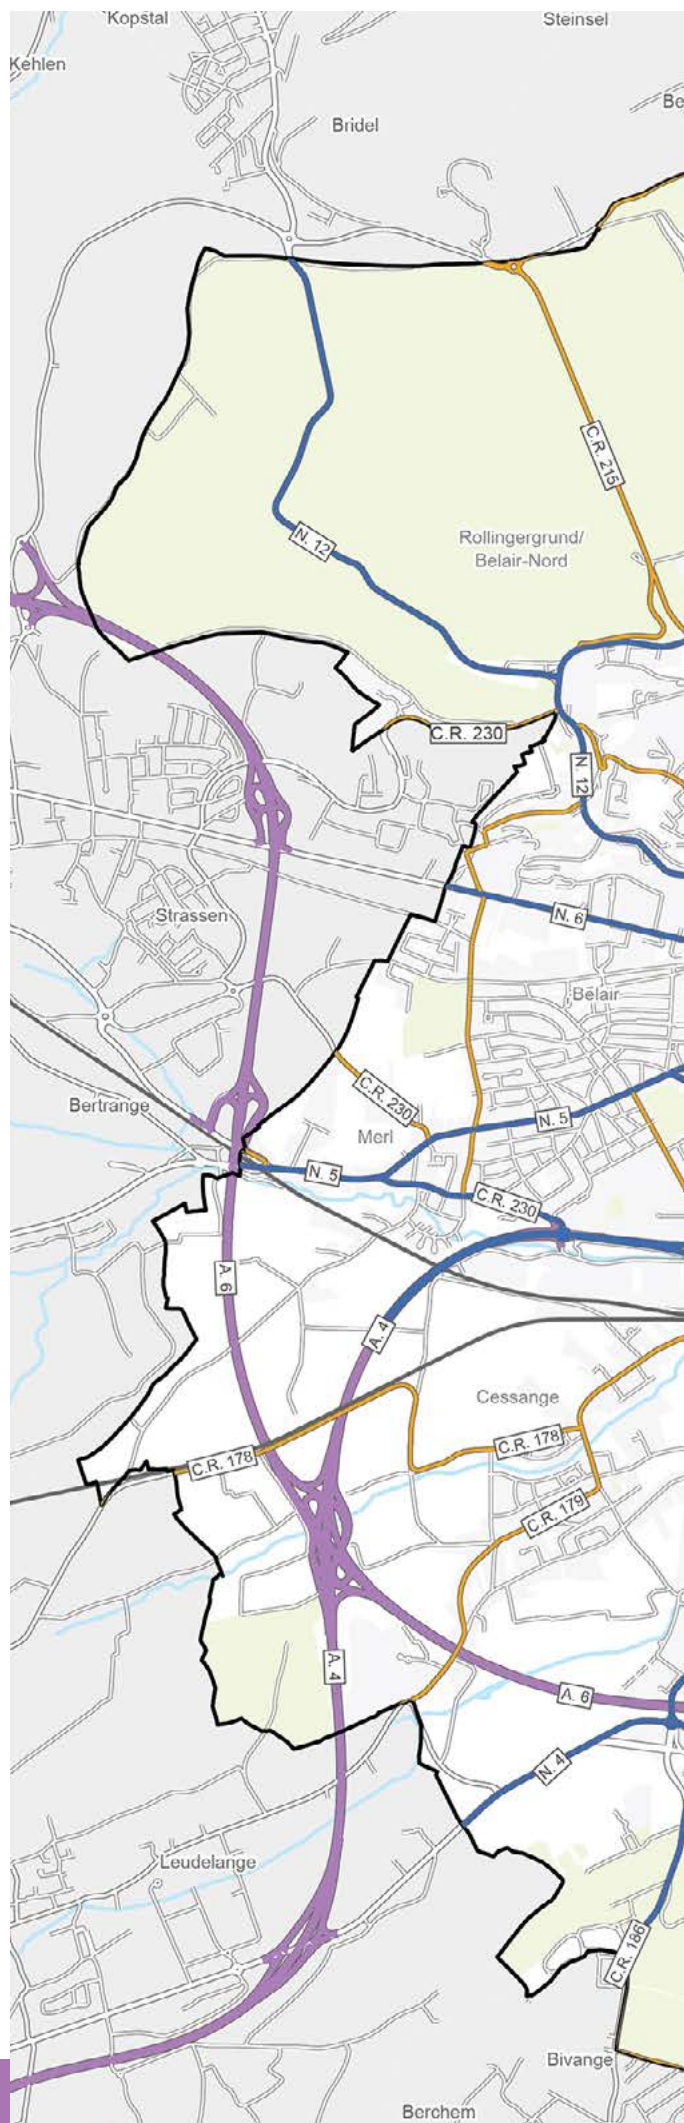 Kopstal
Steinsel
Kehlen
Be
Bridel
C.R. 215
N. 12
Rollingergrund/
Belair-Nord
C.R. 230
N. 12
Strassen
N. 6
Belair
C.R. 230
Bertrange
N. 5
Merl
N. 5
C.R. 230
A. 6
A. 4
Cessange
C.R. 178
C.R. 178
C.R. 179
A. 4
A. 6
N. 4
Leudelange
C.R. 186
Bivange
Berchem